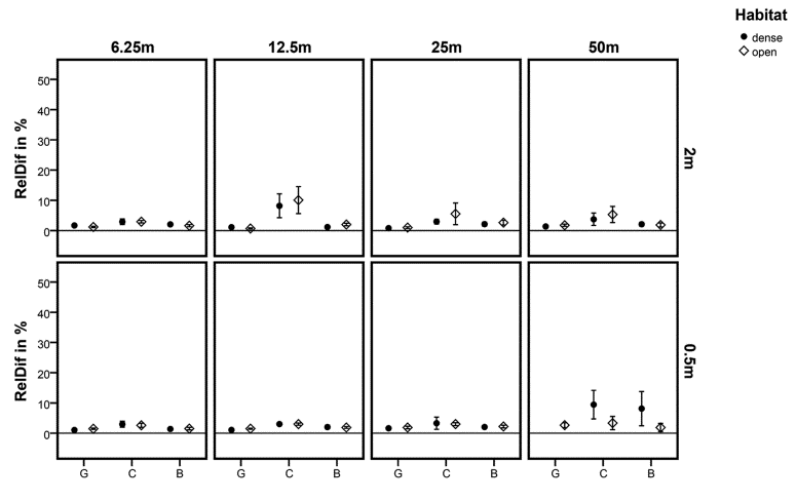 Habitat
dense
open
6.25m 12.5m 25m 50m
RelDif in %
50
40
30
20
10
0
2m
RelDif in %
50
40
30
20
10
0
0.5m
G C B G C B G C B G C B